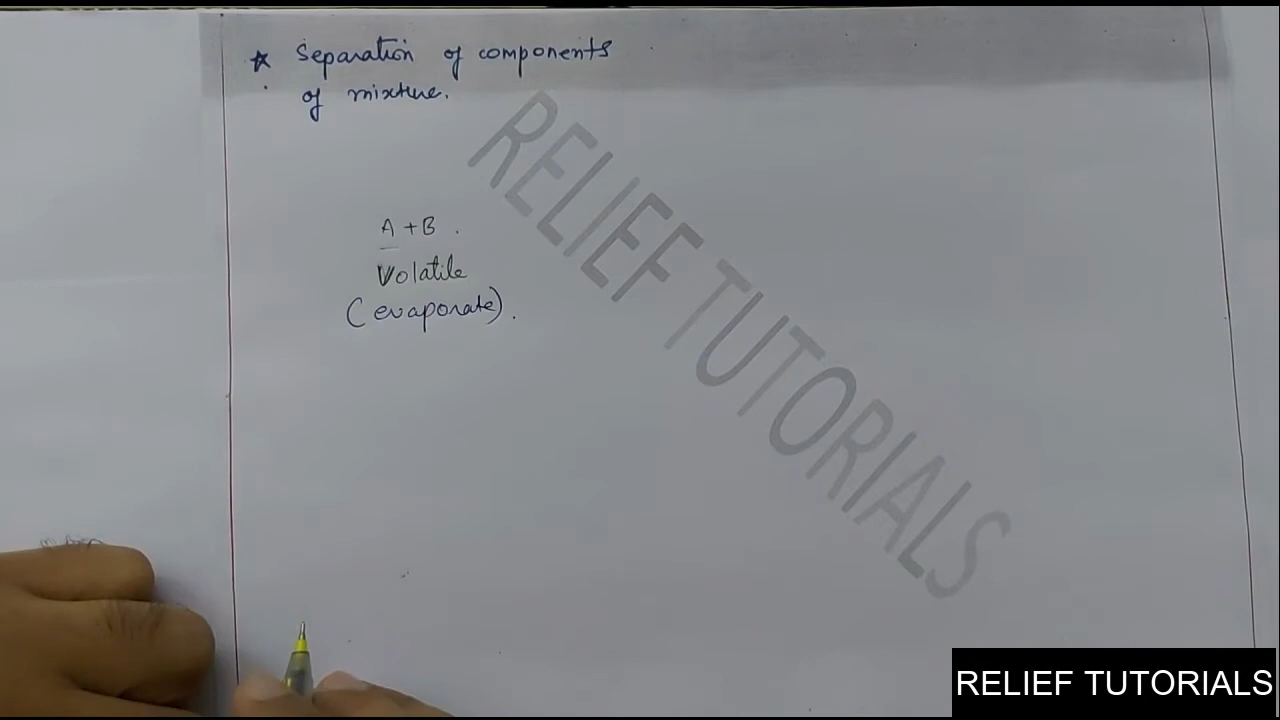 ☆ Separation of components
of mixture.
A + B .
Volatile
(evaporate).
RELIEF TUTORIALS
RELIEF TUTORIALS